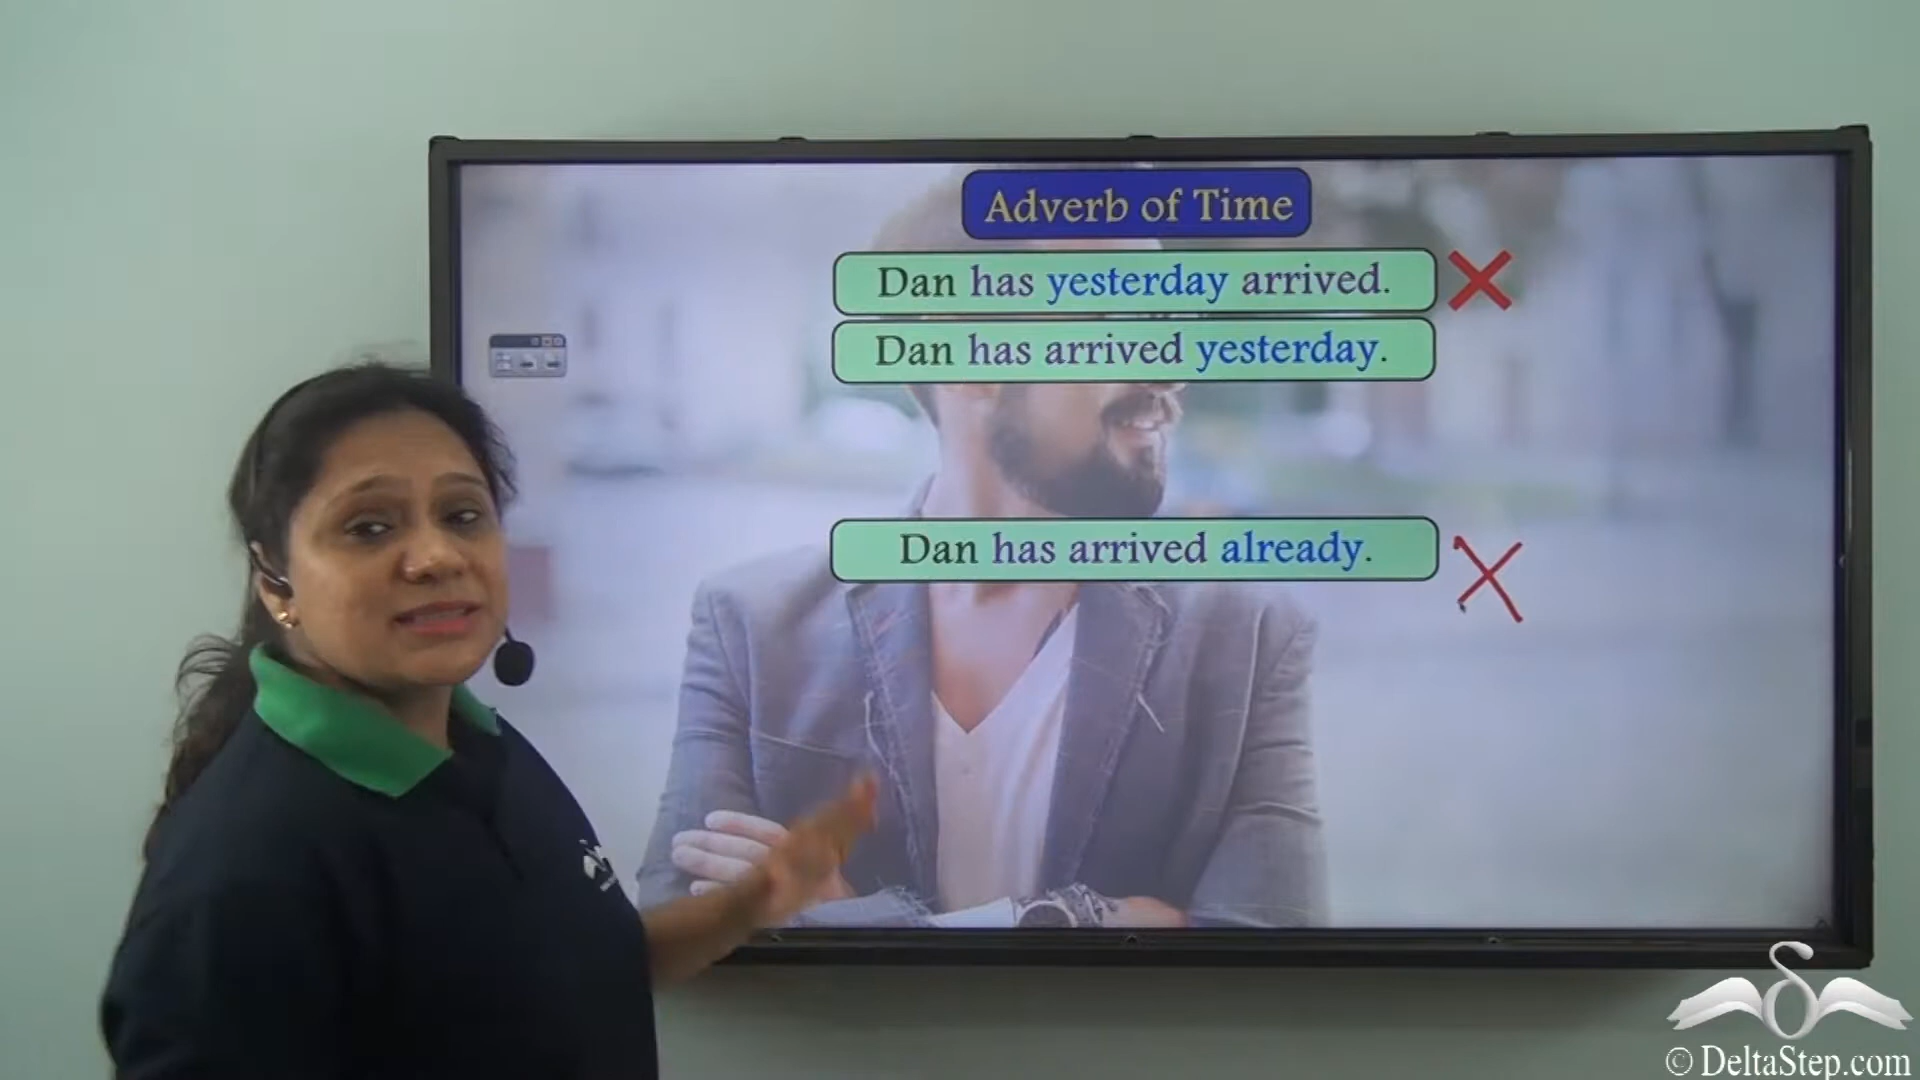 Adverb of Time
Dan has yesterday arrived.
Dan has arrived yesterday.
Dan has arrived already.
© DeltaStep.com